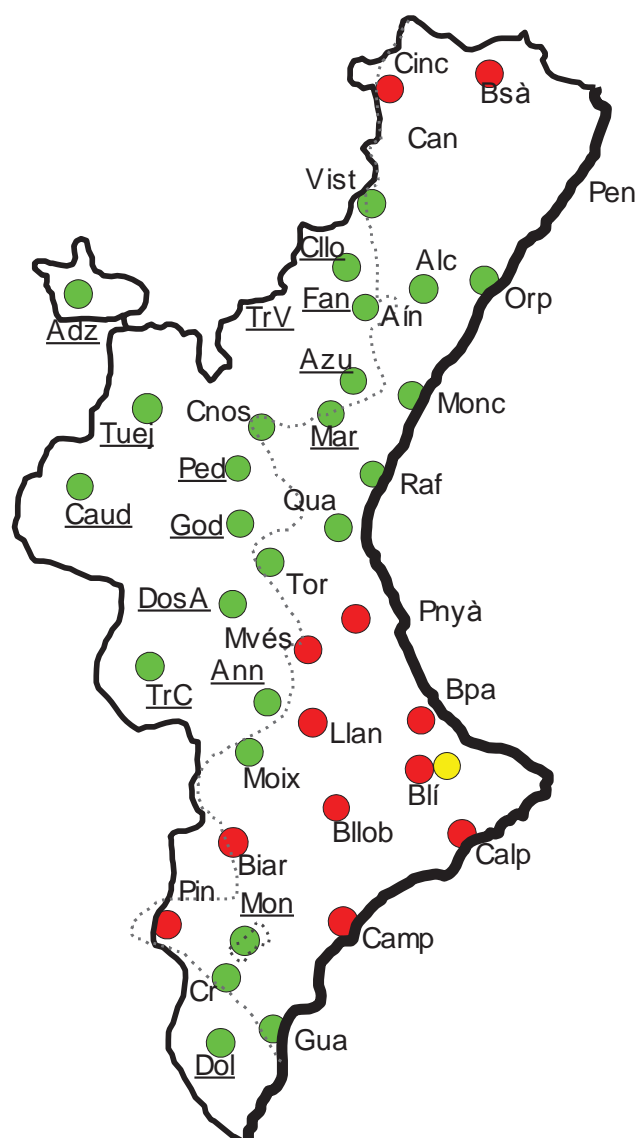 Cinc
Bsà
Can
Vist
Pen
Cllo
Alc
Fan
Orp
TrV
Aín
Adz
Azu
Monc
Cnos
Mar
Tuej
Ped
Raf
Caud
Qua
God
Tor
DosA
Pnyà
Mvés
Ann
TrC
Bpa
Llan
Moix
Blí
Bllob
Calp
Biar
Pin
Mon
Camp
Cr
Gua
Dol